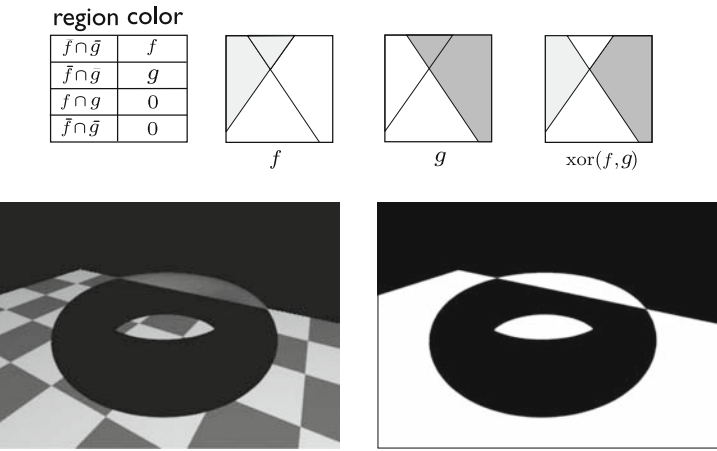 region color
f ∩ ḡ f
f̄ ∩ g g
f ∩ g 0
f̄ ∩ ḡ 0
f g xor(f,g)